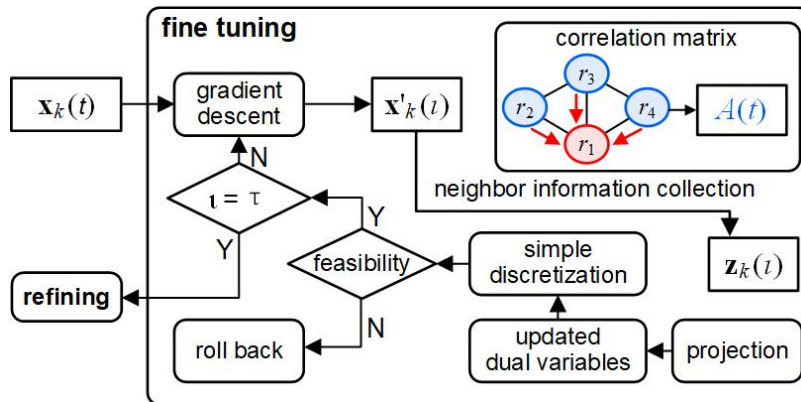 fine tuning
correlation matrix
𝐱ₖ(t)
gradient
descent
𝐱'ₖ(ι)
r₃
r₂
r₄
r₁
A(t)
N
neighbor information collection
ι = τ
Y
Y
feasibility
simple
discretization
𝐳ₖ(ι)
refining
N
roll back
updated
dual variables
projection